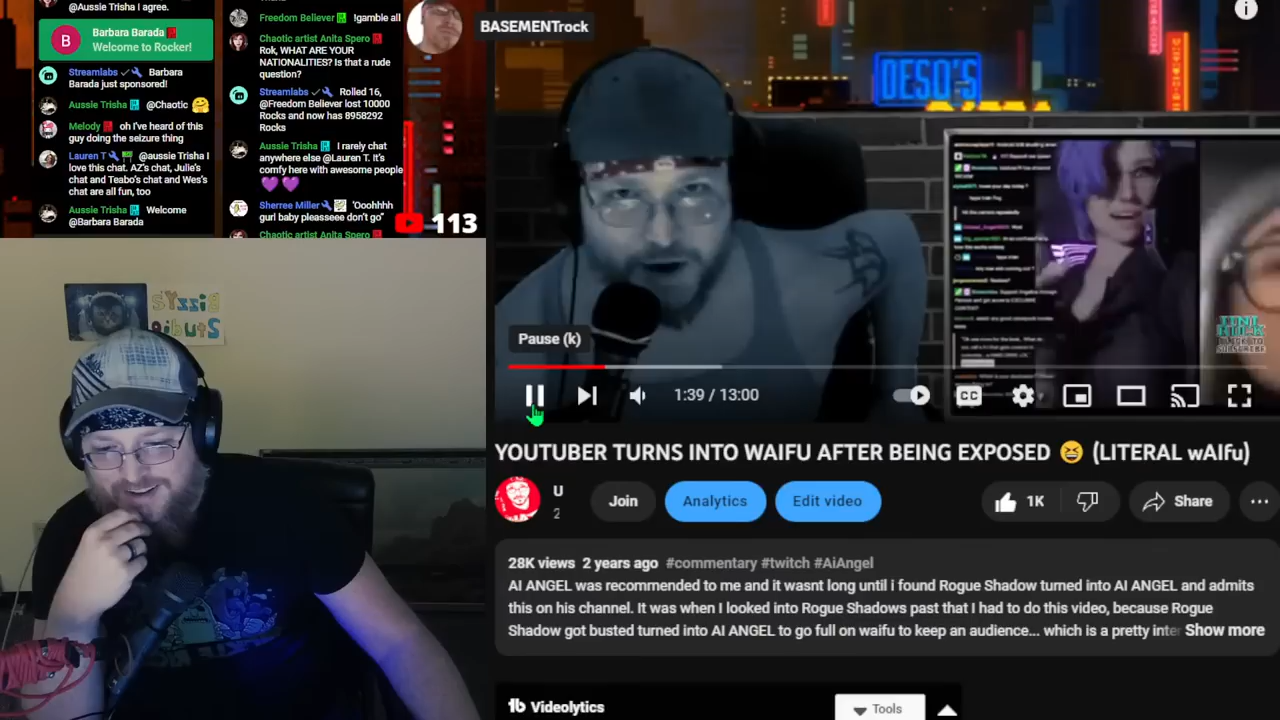 @Aussie Trisha I agree.
B
Barbara Barada
Welcome to Rocker!
Streamlabs Barbara
Barada just sponsored!
Aussie Trisha @Chaotic 🤗
Melody oh I've heard of this
guy doing the seizure thing
Lauren T @aussie Trisha I
love this chat. AZ's chat, Julie's
chat and Teabo's chat and Wes's
chat are all fun, too
Aussie Trisha Welcome
@Barbara Barada
Freedom Believer !gamble all
Chaotic artist Anita Spero
Rok, WHAT ARE YOUR
NATIONALITIES? Is that a rude
question?
Streamlabs Rolled 16,
@Freedom Believer lost 10000
Rocks and now has 8958292
Rocks
Aussie Trisha I rarely chat
anywhere else @Lauren T. It's
comfy here with awesome people
💜💜
Sherree Miller 'Ooohhhh
gurl baby pleaseeee don't go"
Chaotic artist Anita Spero
113
BASEMENTrock
DESO'S
Pause (k)
1:39 / 13:00
CC
YOUTUBER TURNS INTO WAIFU AFTER BEING EXPOSED 😆 (LITERAL wAIfu)
U
2
Join
Analytics
Edit video
1K
Share
28K views 2 years ago #commentary #twitch #AiAngel
AI ANGEL was recommended to me and it wasnt long until i found Rogue Shadow turned into AI ANGEL and admits
this on his channel. It was when I looked into Rogue Shadows past that I had to do this video, because Rogue
Shadow got busted turned into AI ANGEL to go full on waifu to keep an audience... which is a pretty inte Show more
Videolytics
Tools